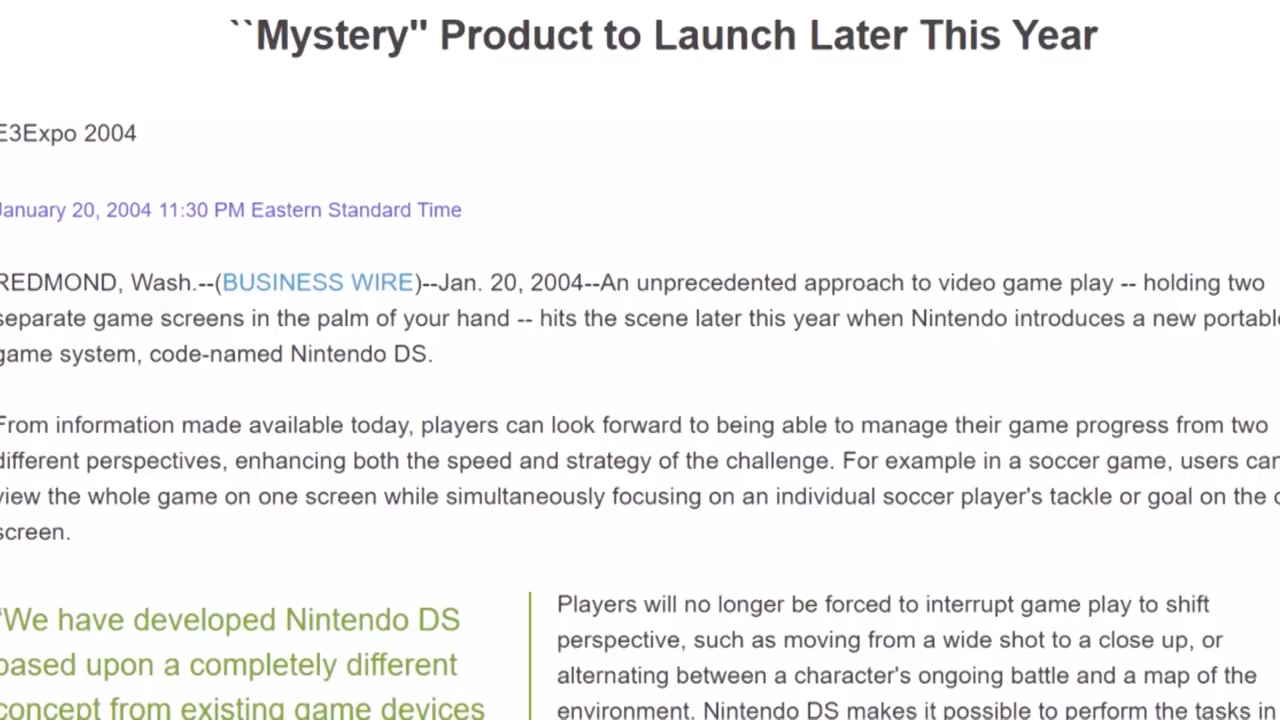 ``Mystery" Product to Launch Later This Year
E3Expo 2004
January 20, 2004 11:30 PM Eastern Standard Time
REDMOND, Wash.--(BUSINESS WIRE)--Jan. 20, 2004--An unprecedented approach to video game play -- holding two
separate game screens in the palm of your hand -- hits the scene later this year when Nintendo introduces a new portable
game system, code-named Nintendo DS.
From information made available today, players can look forward to being able to manage their game progress from two
different perspectives, enhancing both the speed and strategy of the challenge. For example in a soccer game, users can
view the whole game on one screen while simultaneously focusing on an individual soccer player's tackle or goal on the
screen.
"We have developed Nintendo DS
based upon a completely different
concept from existing game devices
Players will no longer be forced to interrupt game play to shift
perspective, such as moving from a wide shot to a close up, or
alternating between a character's ongoing battle and a map of the
environment. Nintendo DS makes it possible to perform the tasks in